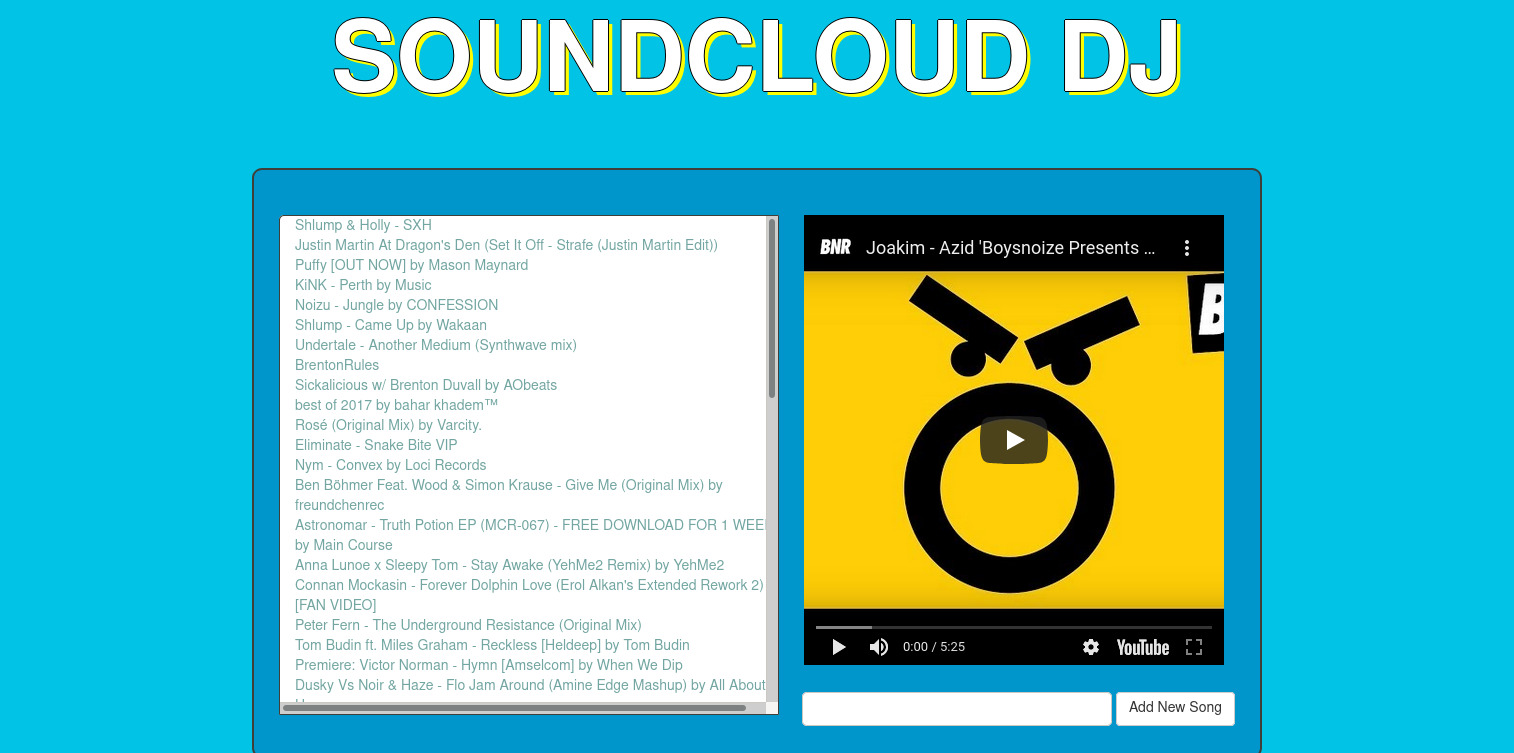 SOUNDCLOUD DJ
Shlump & Holly - SXH
Justin Martin At Dragon's Den (Set It Off - Strafe (Justin Martin Edit))
Puffy [OUT NOW] by Mason Maynard
KiNK - Perth by Music
Noizu - Jungle by CONFESSION
Shlump - Came Up by Wakaan
Undertale - Another Medium (Synthwave mix)
BrentonRules
Sickalicious w/ Brenton Duvall by AObeats
best of 2017 by bahar khadem™
Rosé (Original Mix) by Varcity.
Eliminate - Snake Bite VIP
Nym - Convex by Loci Records
Ben Böhmer Feat. Wood & Simon Krause - Give Me (Original Mix) by
freundchenrec
Astronomar - Truth Potion EP (MCR-067) - FREE DOWNLOAD FOR 1 WEE
by Main Course
Anna Lunoe x Sleepy Tom - Stay Awake (YehMe2 Remix) by YehMe2
Connan Mockasin - Forever Dolphin Love (Erol Alkan's Extended Rework 2)
[FAN VIDEO]
Peter Fern - The Underground Resistance (Original Mix)
Tom Budin ft. Miles Graham - Reckless [Heldeep] by Tom Budin
Premiere: Victor Norman - Hymn [Amselcom] by When We Dip
Dusky Vs Noir & Haze - Flo Jam Around (Amine Edge Mashup) by All About
BNR Joakim - Azid 'Boysnoize Presents ...
B
0:00 / 5:25
YouTube
Add New Song